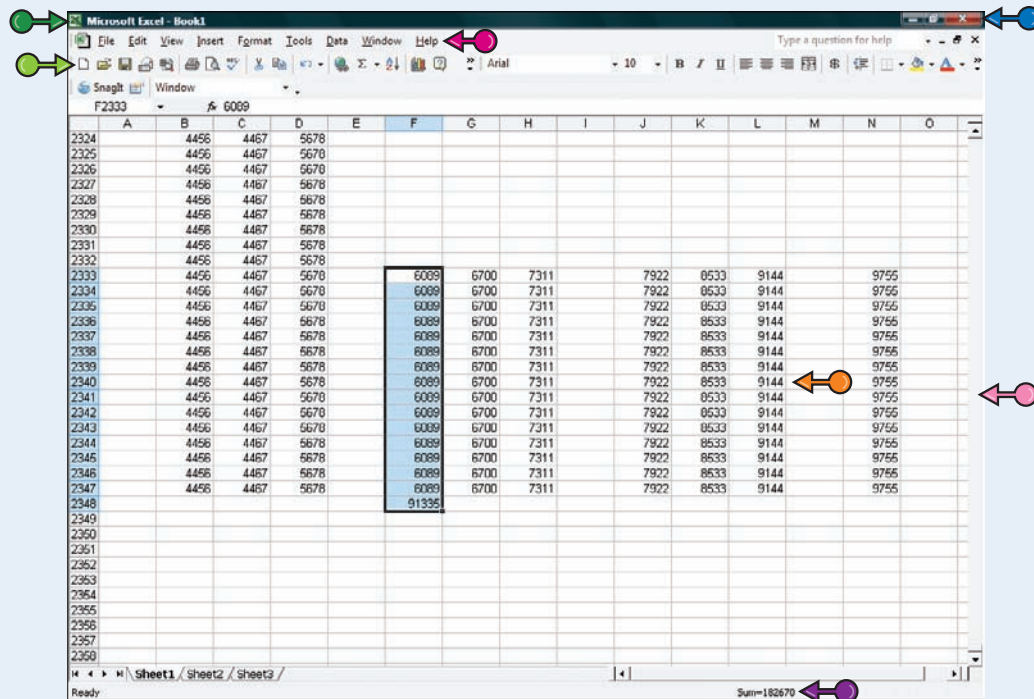 Microsoft Excel - Book1
File Edit View Insert Format Tools Data Window Help Type a question for help
Arial 10 B I U $
SnagIt Window
F2333 fx 6089
A B C D E F G H I J K L M N O
2324 4456 4467 5678
2325 4456 4467 5678
2326 4456 4467 5678
2327 4456 4467 5678
2328 4456 4467 5678
2329 4456 4467 5678
2330 4456 4467 5678
2331 4456 4467 5678
2332 4456 4467 5678
2333 4456 4467 5678 6089 6700 7311 7922 8533 9144 9755
2334 4456 4467 5678 6089 6700 7311 7922 8533 9144 9755
2335 4456 4467 5678 6089 6700 7311 7922 8533 9144 9755
2336 4456 4467 5678 6089 6700 7311 7922 8533 9144 9755
2337 4456 4467 5678 6089 6700 7311 7922 8533 9144 9755
2338 4456 4467 5678 6089 6700 7311 7922 8533 9144 9755
2339 4456 4467 5678 6089 6700 7311 7922 8533 9144 9755
2340 4456 4467 5678 6089 6700 7311 7922 8533 9144 9755
2341 4456 4467 5678 6089 6700 7311 7922 8533 9144 9755
2342 4456 4467 5678 6089 6700 7311 7922 8533 9144 9755
2343 4456 4467 5678 6089 6700 7311 7922 8533 9144 9755
2344 4456 4467 5678 6089 6700 7311 7922 8533 9144 9755
2345 4456 4467 5678 6089 6700 7311 7922 8533 9144 9755
2346 4456 4467 5678 6089 6700 7311 7922 8533 9144 9755
2347 4456 4467 5678 6089 6700 7311 7922 8533 9144 9755
2348 91335
2349
2350
2351
2352
2353
2354
2355
2356
2357
2358
Sheet1 / Sheet2 / Sheet3 /
Ready Sum=182670